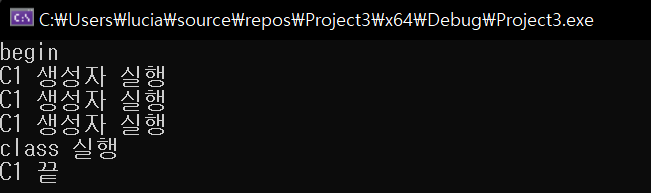 C:\ C:₩Users₩lucia₩source₩repos₩Project3₩x64₩Debug₩Project3.exe
begin
C1 생성자 실행
C1 생성자 실행
C1 생성자 실행
class 실행
C1 끝